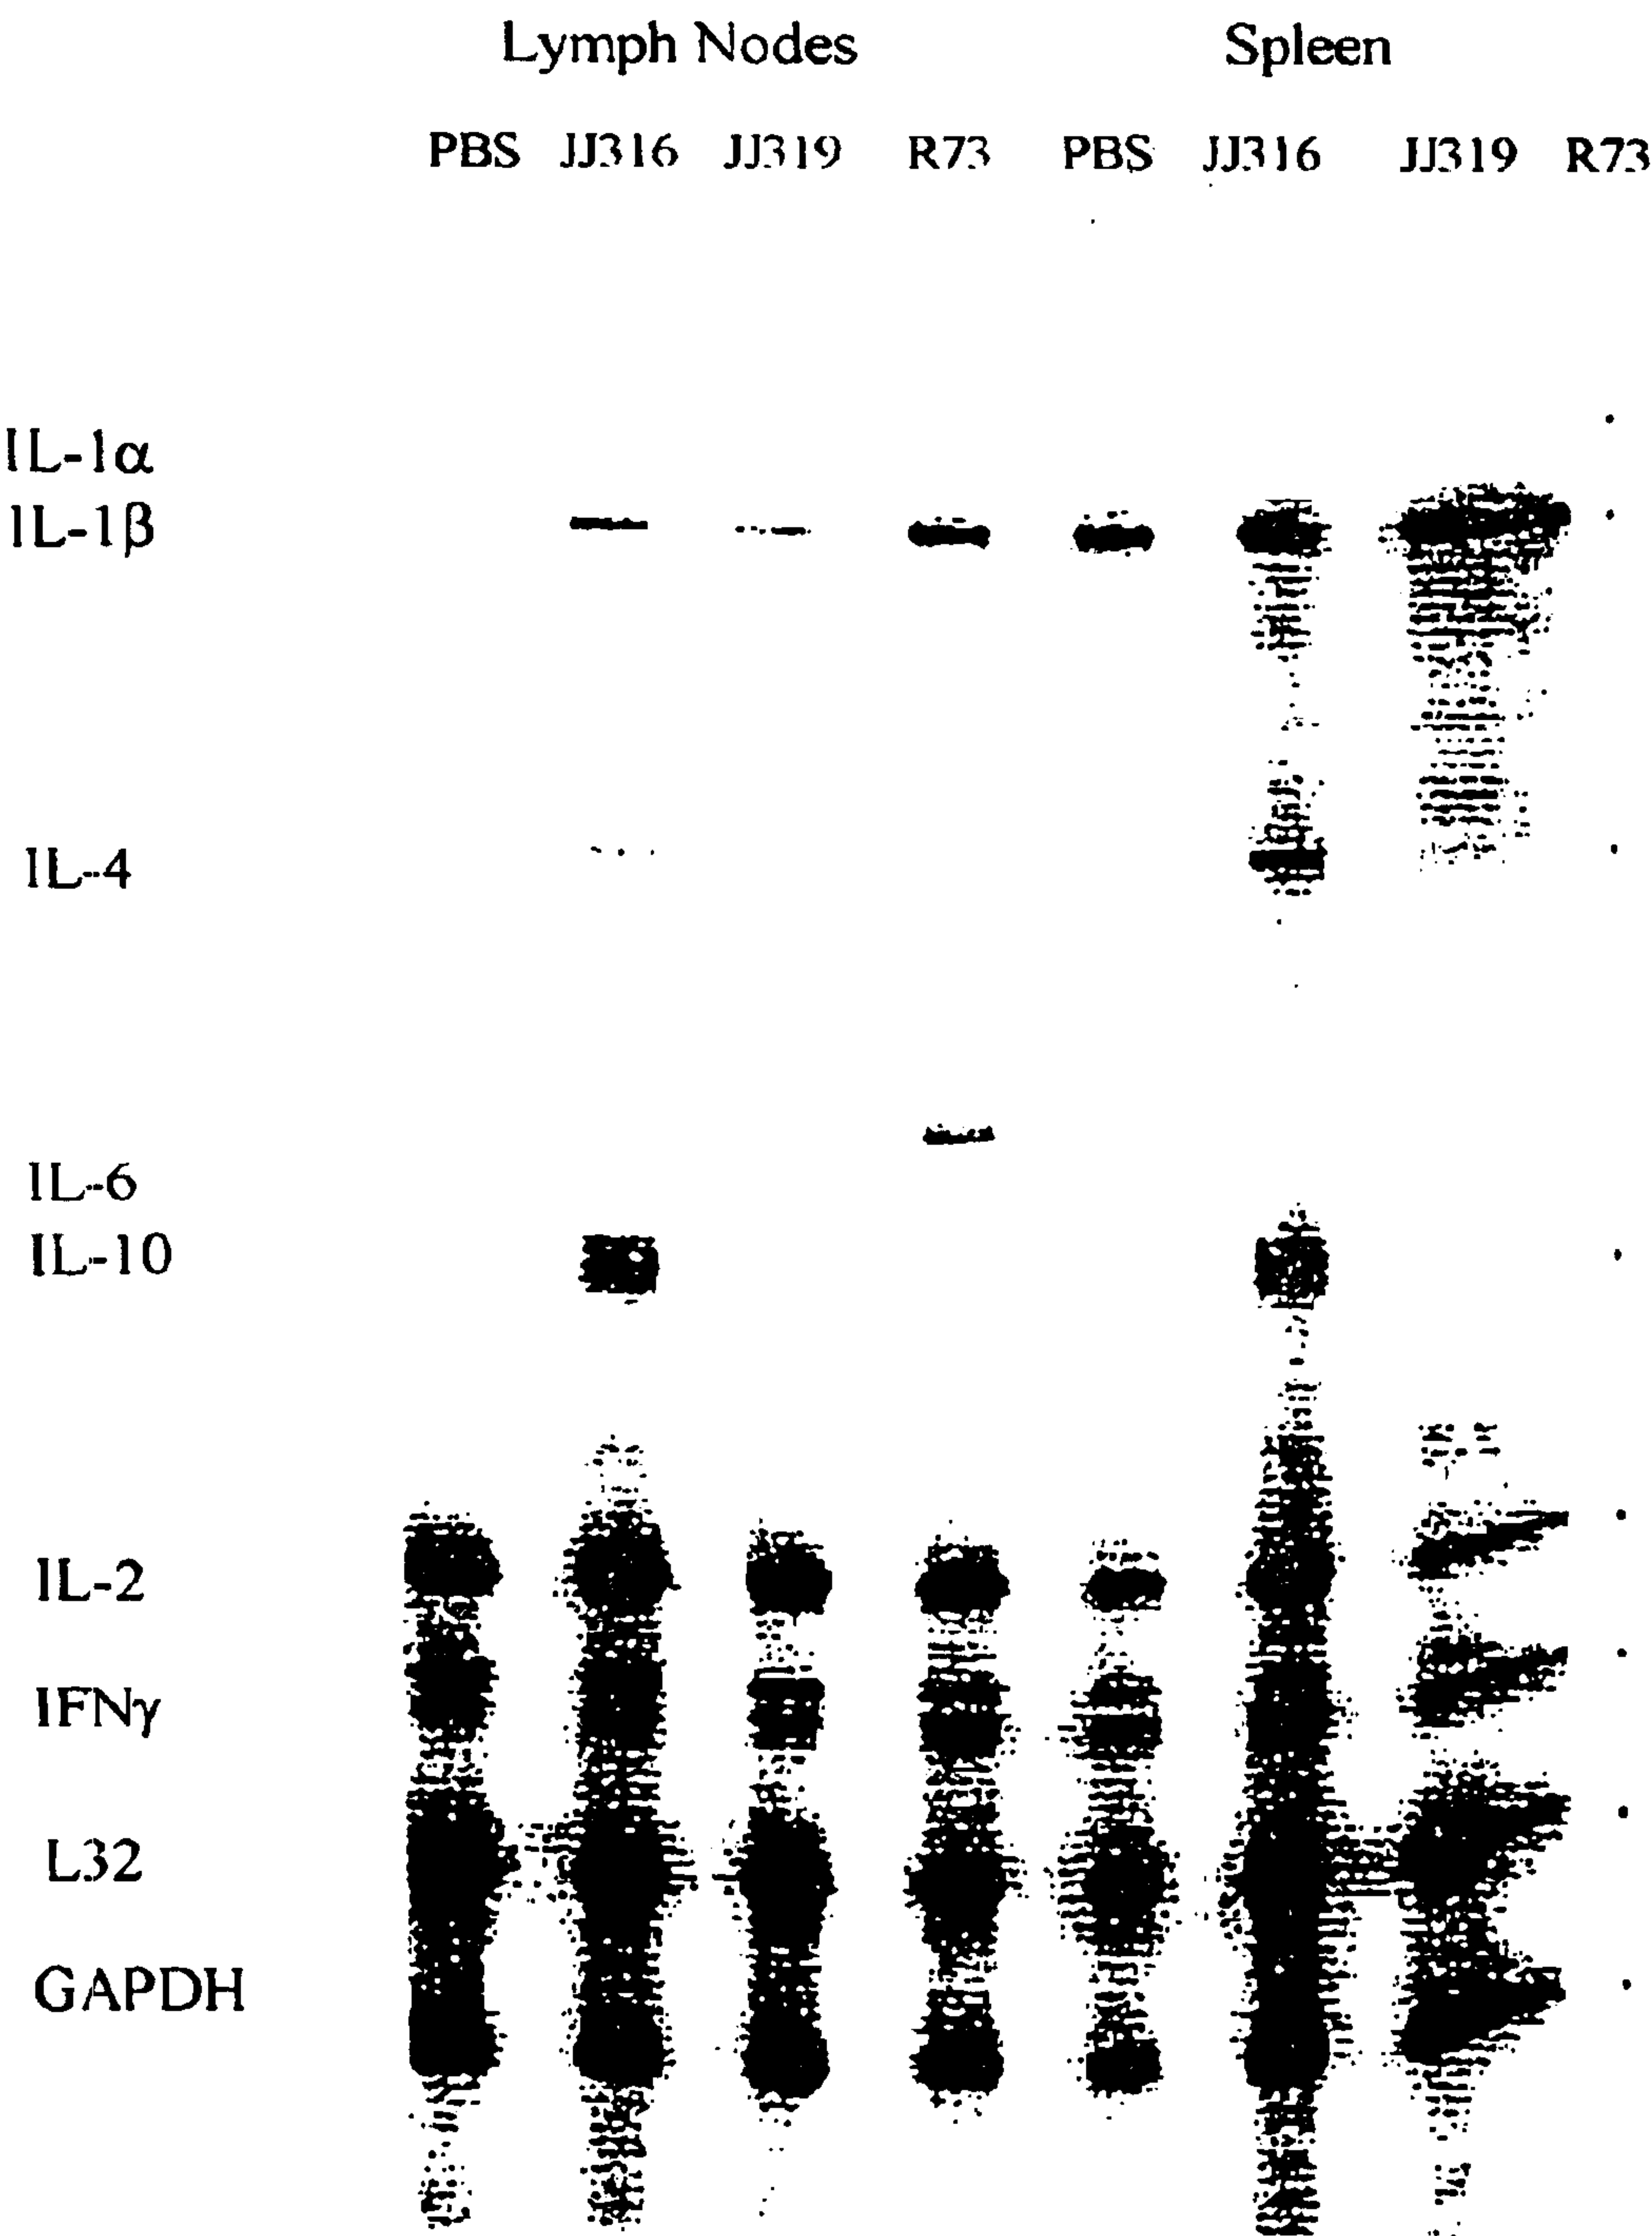 Lymph Nodes Spleen
PBS JJ316 JJ319 R73 PBS JJ316 JJ319 R73
IL-1α
IL-1β
IL-4
IL-6
IL-10
IL-2
IFNγ
L32
GAPDH